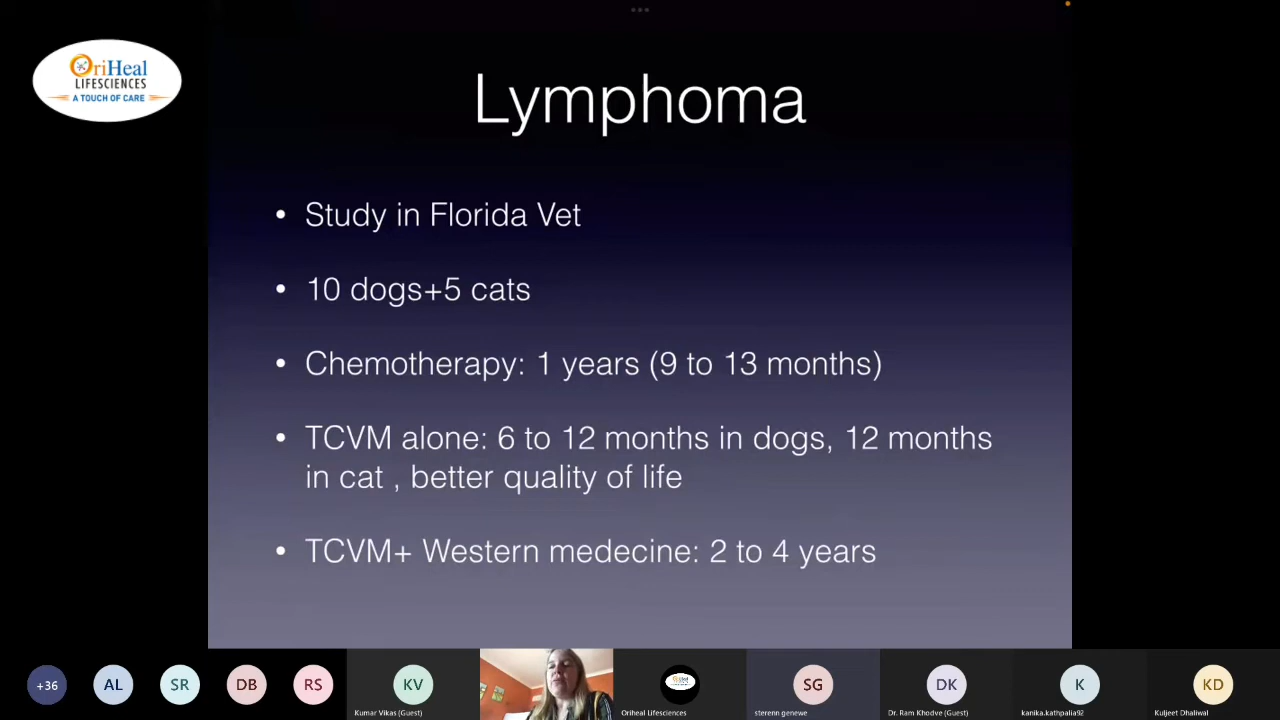 OriHeal
LIFESCIENCES
A TOUCH OF CARE
Lymphoma
• Study in Florida Vet
• 10 dogs+5 cats
• Chemotherapy: 1 years (9 to 13 months)
• TCVM alone: 6 to 12 months in dogs, 12 months
in cat , better quality of life
• TCVM+ Western medecine: 2 to 4 years
+36
AL
SR
DB
RS
KV
Kumar Vikas (Guest)
OriHeal
Oriheal Lifesciences
SG
sterenn genewe
DK
Dr. Ram Khodve (Guest)
K
kanika.kathpalia92
KD
Kuljeet Dhaliwal